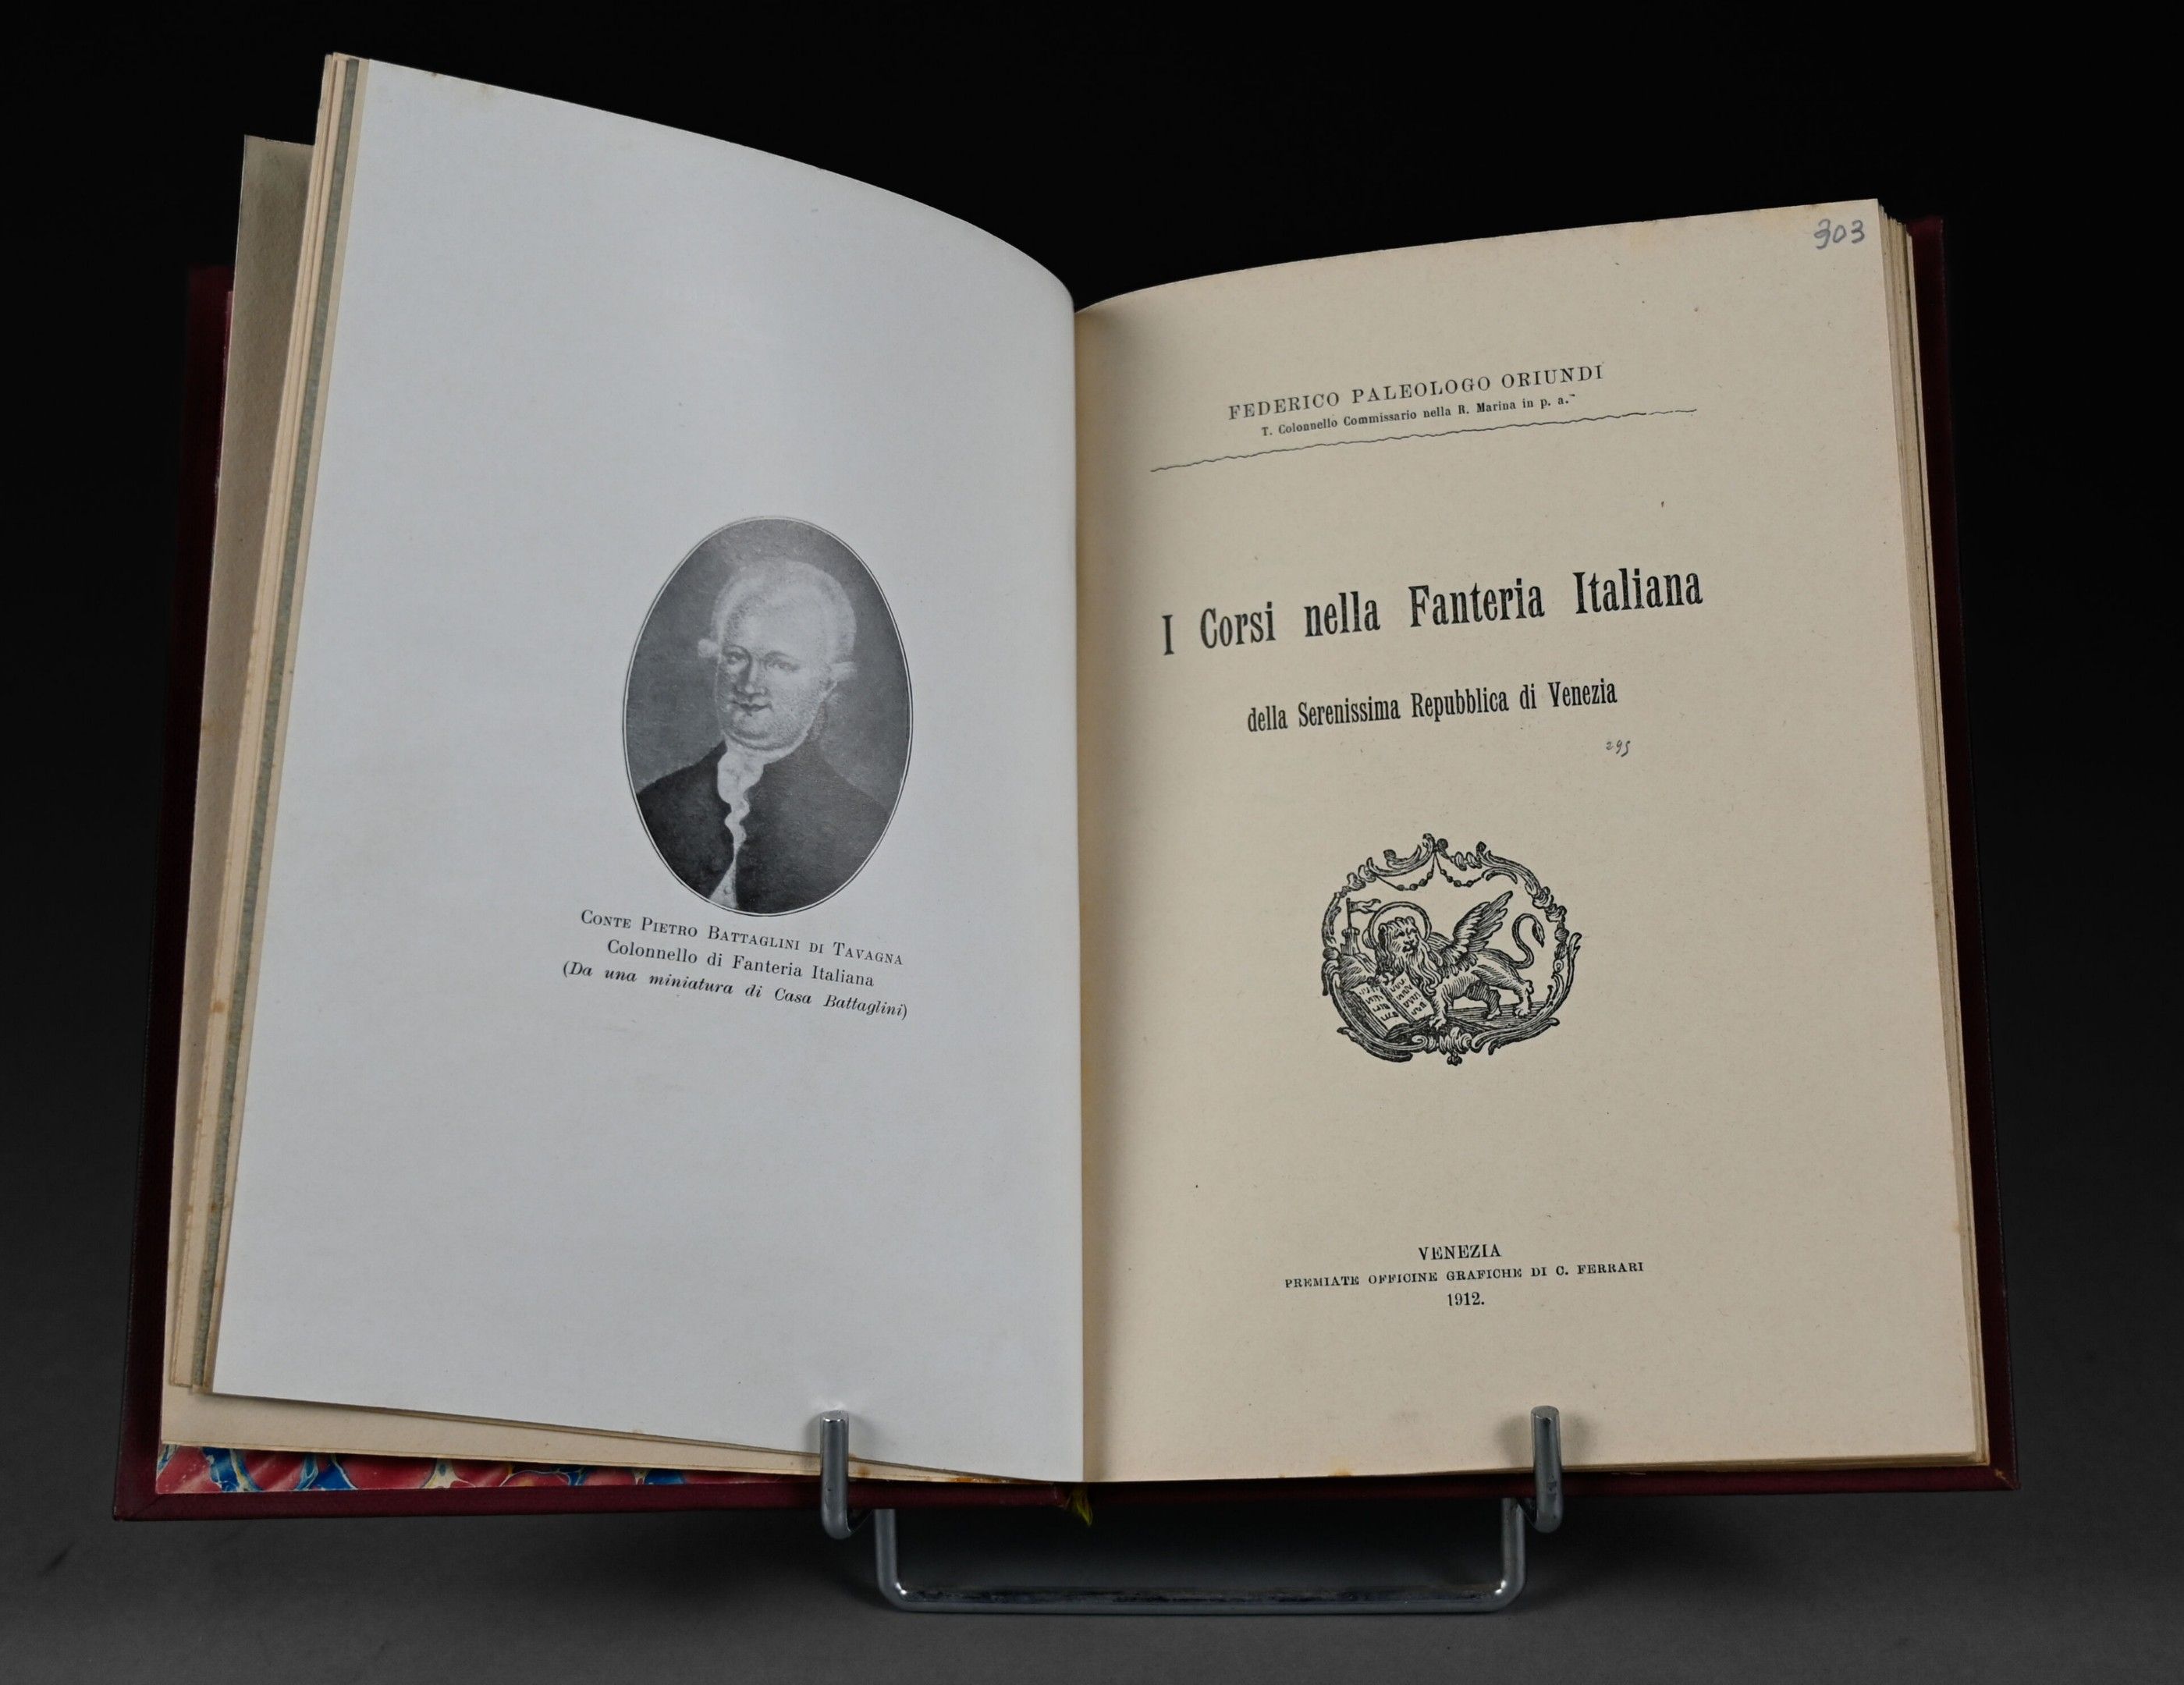 CONTE PIETRO BATTAGLINI DI TAVAGNA
Colonnello di Fanteria Italiana
(Da una miniatura di Casa Battaglini)
303
FEDERICO PALEOLOGO ORIUNDI
T. Colonnello Commissario nella R. Marina in p. a.
I Corsi nella Fanteria Italiana
della Serenissima Repubblica di Venezia
295
VENEZIA
PREMIATE OFFICINE GRAFICHE DI C. FERRARI
1912.